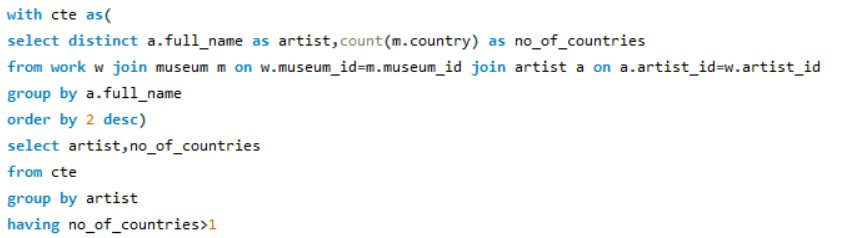 with cte as(
select distinct a.full_name as artist,count(m.country) as no_of_countries
from work w join museum m on w.museum_id=m.museum_id join artist a on a.artist_id=w.artist_id
group by a.full_name
order by 2 desc)
select artist,no_of_countries
from cte
group by artist
having no_of_countries>1